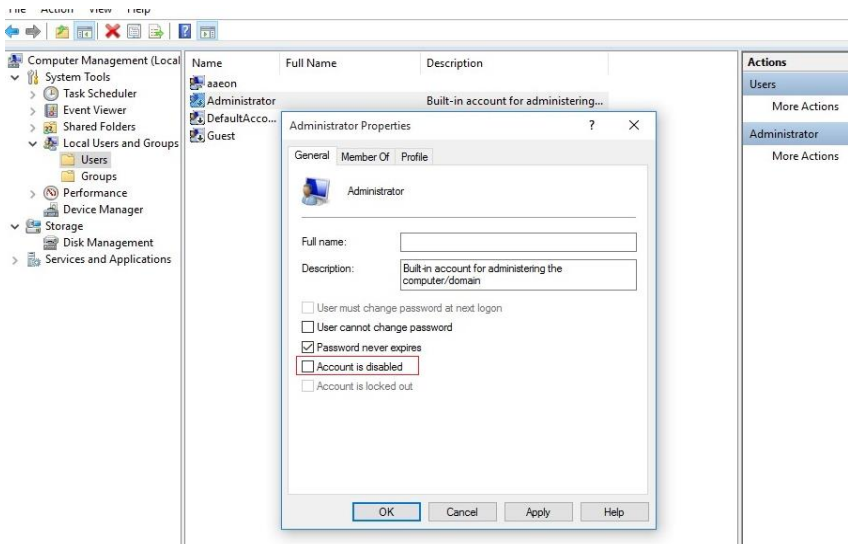 File Action View Help
Computer Management (Local
System Tools
Task Scheduler
Event Viewer
Shared Folders
Local Users and Groups
Users
Groups
Performance
Device Manager
Storage
Disk Management
Services and Applications
Name Full Name Description
aaeon
Administrator Built-in account for administering...
DefaultAcco...
Guest
Administrator Properties ?
General Member Of Profile
Administrator
Full name:
Description: Built-in account for administering the
computer/domain
User must change password at next logon
User cannot change password
Password never expires
Account is disabled
Account is locked out
OK Cancel Apply Help
Actions
Users
More Actions
Administrator
More Actions